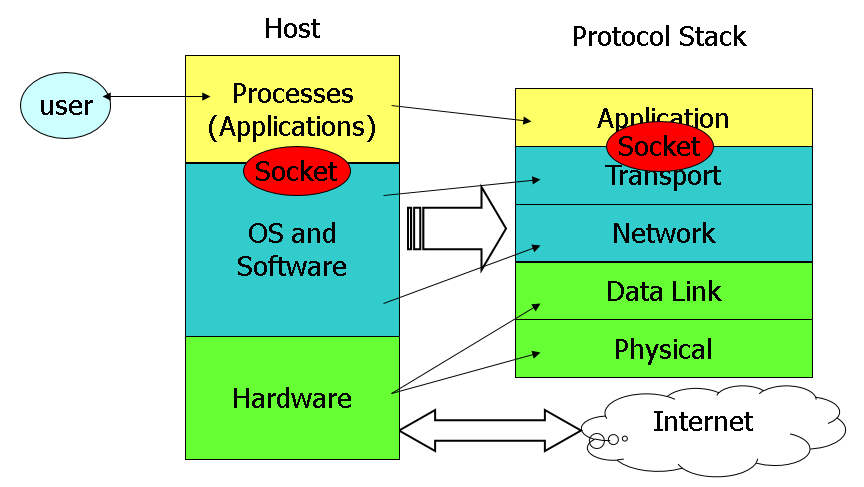 Host
Protocol Stack
user
Processes
(Applications)
Socket
OS and
Software
Hardware
Application
Socket
Transport
Network
Data Link
Physical
Internet